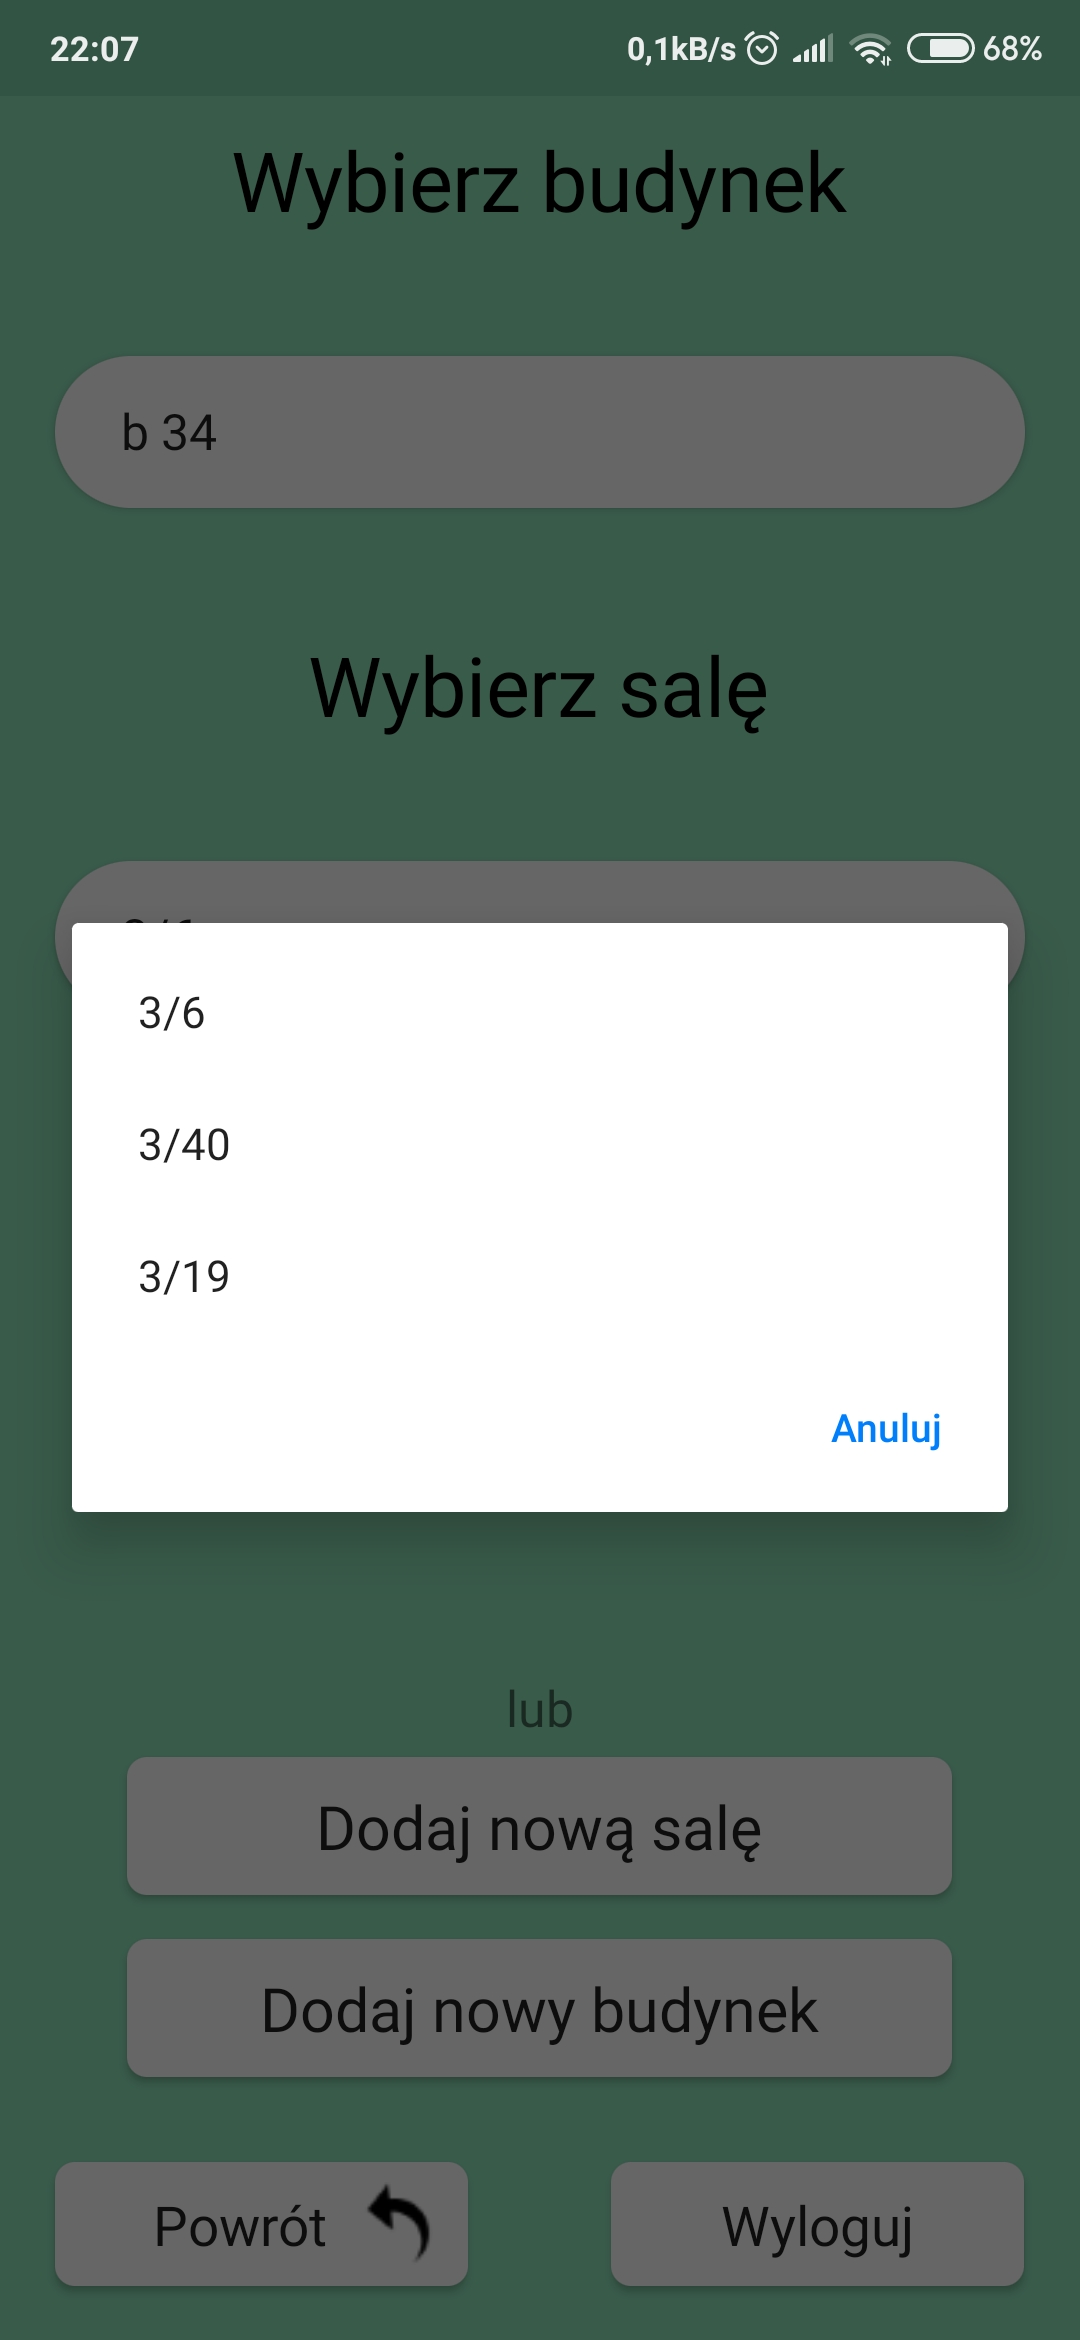 22:07
0,1kB/s 68%
Wybierz budynek
b 34
Wybierz salę
3/6
3/40
3/19
Anuluj
lub
Dodaj nową salę
Dodaj nowy budynek
Powrót
Wyloguj